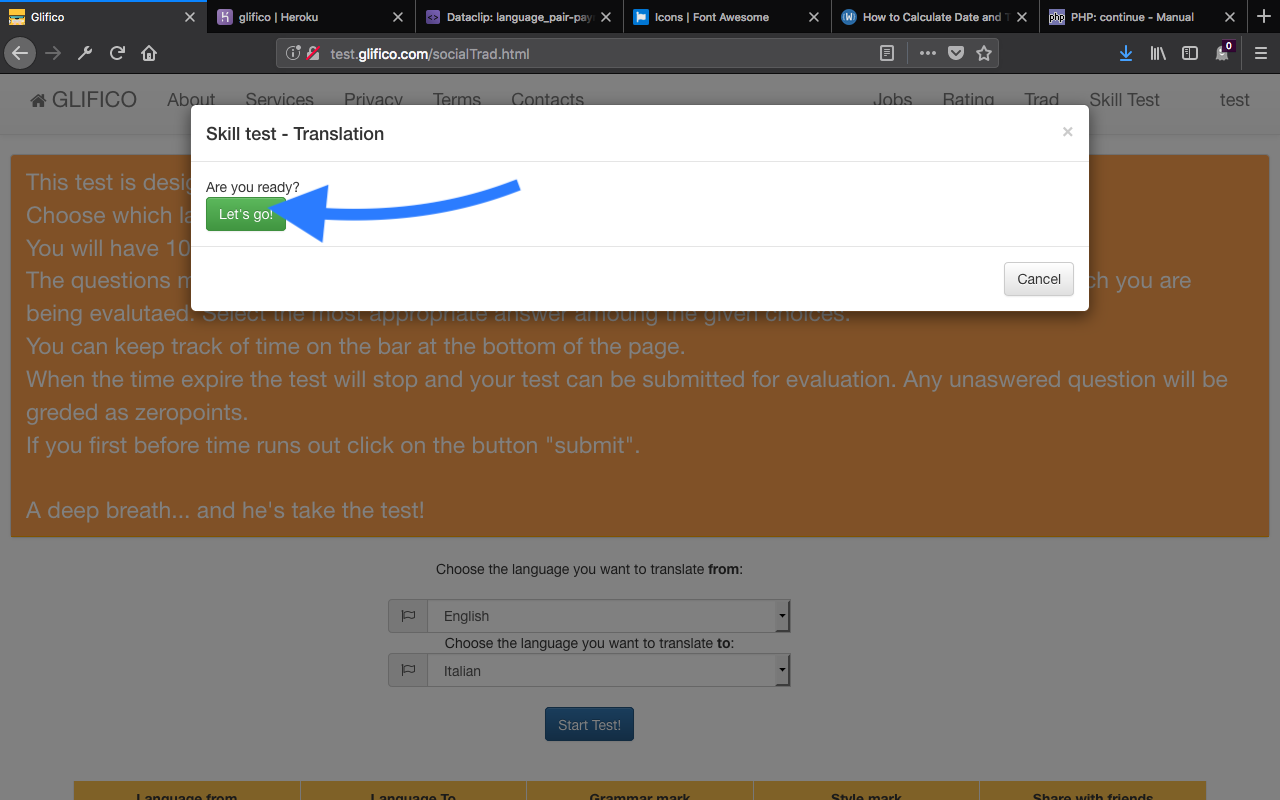 Glifico
glifico | Heroku
Dataclip: language_pair-pay
Icons | Font Awesome
How to Calculate Date and T
php PHP: continue - Manual
test.glifico.com/socialTrad.html
0
GLIFICO About Services Privacy Terms Contacts Jobs Rating Trad Skill Test test
Skill test - Translation
×
Are you ready?
Let's go!
Cancel
This test is desig
Choose which la
You will have 10
The questions m ch you are
being evalutaed. Select the most appropriate answer amoung the given choices.
You can keep track of time on the bar at the bottom of the page.
When the time expire the test will stop and your test can be submitted for evaluation. Any unaswered question will be
greded as zeropoints.
If you first before time runs out click on the button "submit".
A deep breath... and he's take the test!
Choose the language you want to translate from:
English
Choose the language you want to translate to:
Italian
Start Test!
Language from Language To Grammar mark Style mark Share with friends